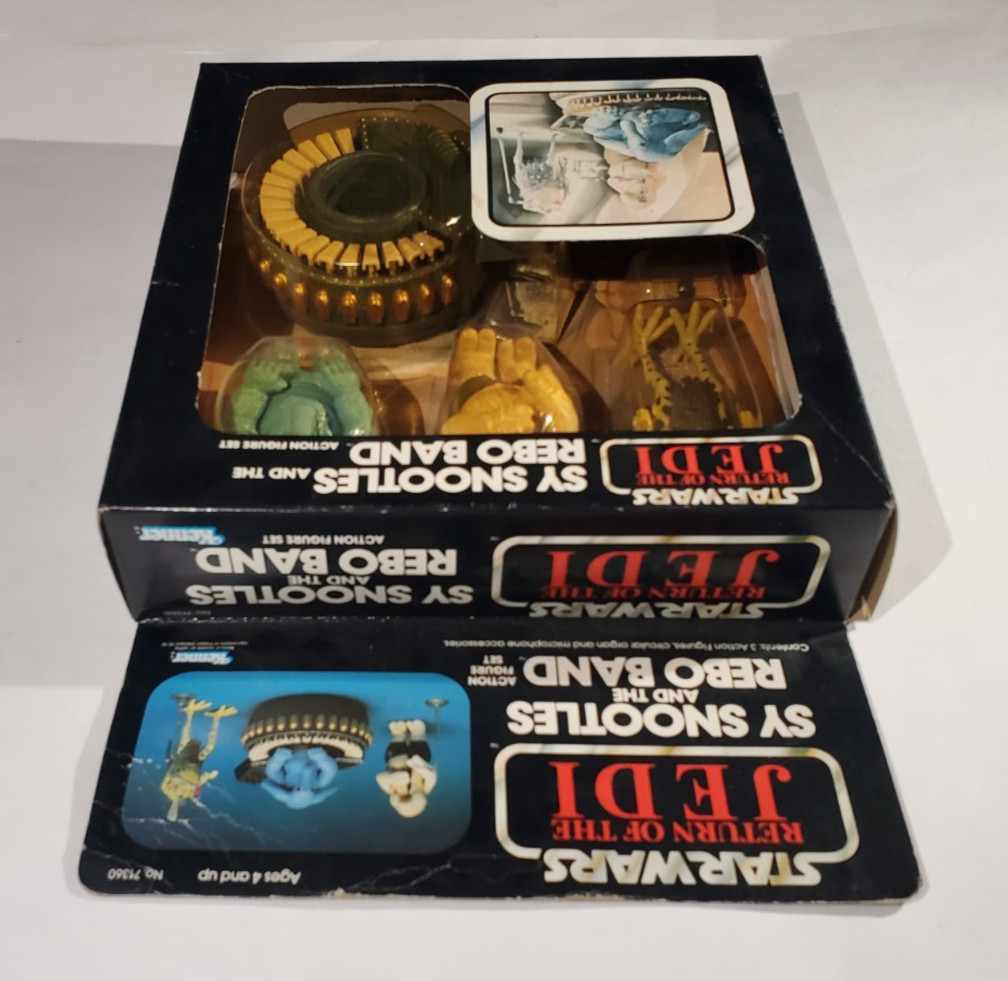 STAR WARS
RETURN OF THE
JEDI
SY SNOOTLES
AND THE
REBO BAND
ACTION
FIGURE
SET
Contents: 3 Action Figures, circular organ and microphone accessories.
Ages 4 and up
No. 71360
Kenner
STAR WARS
RETURN OF THE
JEDI
SY SNOOTLES
AND THE
REBO BAND
ACTION FIGURE SET
Kenner
STAR WARS
RETURN OF THE
JEDI
SY SNOOTLES AND THE
REBO BAND ACTION FIGURE SET